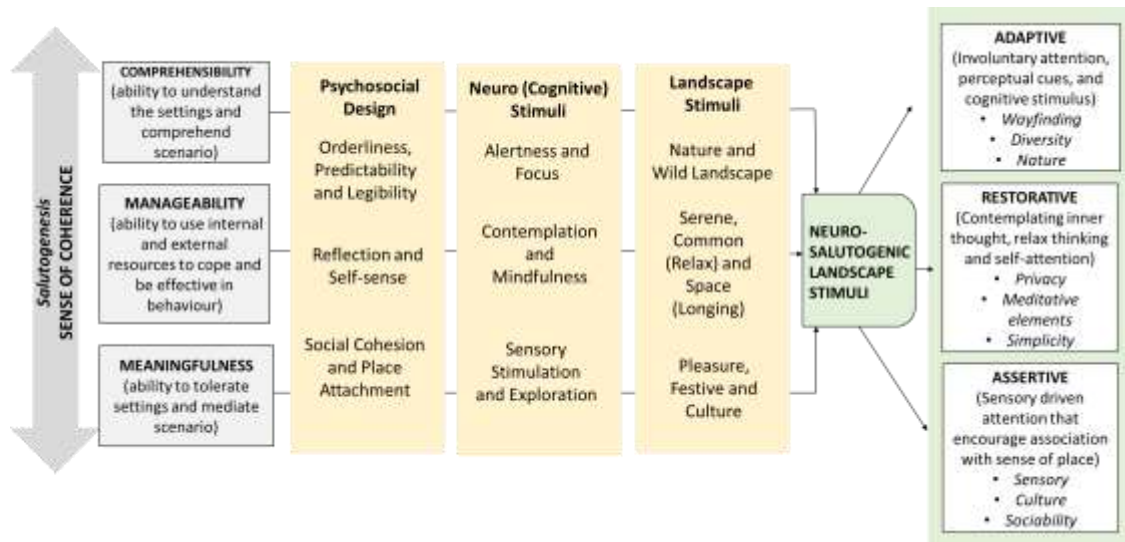 Salutogenesis
SENSE OF COHERENCE
COMPREHENSIBILITY
(ability to understand
the settings and
comprehend
scenario)
MANAGEABILITY
(ability to use internal
and external
resources to cope and
be effective in
behaviour)
MEANINGFULNESS
(ability to tolerate
settings and mediate
scenario)
Psychosocial
Design
Orderliness,
Predictability
and Legibility
Reflection and
Self-sense
Social Cohesion
and Place
Attachment
Neuro (Cognitive)
Stimuli
Alertness and
Focus
Contemplation
and
Mindfulness
Sensory
Stimulation
and Exploration
Landscape
Stimuli
Nature and
Wild Landscape
Serene,
Common
(Relax) and
Space
(Longing)
Pleasure,
Festive and
Culture
NEURO-
SALUTOGENIC
LANDSCAPE
STIMULI
ADAPTIVE
(Involuntary attention,
perceptual cues, and
cognitive stimulus)
• Wayfinding
• Diversity
• Nature
RESTORATIVE
(Contemplating inner
thought, relax thinking
and self-attention)
• Privacy
• Meditative
elements
• Simplicity
ASSERTIVE
(Sensory driven
attention that
encourage association
with sense of place)
• Sensory
• Culture
• Sociability